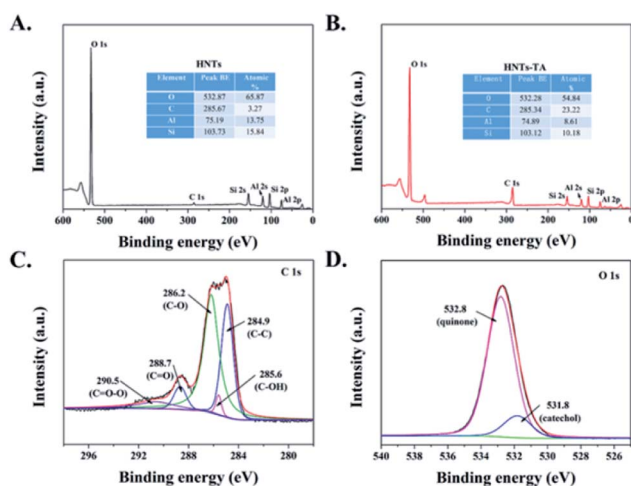 A.
O 1s
HNTs
Element Peak BE Atomic %
O 532.87 65.87
C 285.67 3.27
Al 75.19 13.75
Si 103.73 15.84
C 1s
Si 2s
Al 2s
Si 2p
Al 2p
600 500 400 300 200 100 0
Binding energy (eV)
Intensity (a.u.)
B.
O 1s
HNTs-TA
Element Peak BE Atomic %
O 532.28 54.84
C 285.34 23.22
Al 74.89 8.61
Si 103.12 10.18
C 1s
Si 2s
Al 2s
Si 2p
Al 2p
600 500 400 300 200 100 0
Binding energy (eV)
Intensity (a.u.)
C.
C 1s
286.2
(C-O)
284.9
(C-C)
288.7
(C=O)
290.5
(C=O-O)
285.6
(C-OH)
296 292 288 284 280
Binding energy (eV)
Intensity (a.u.)
D.
O 1s
532.8
(quinone)
531.8
(catechol)
540 538 536 534 532 530 528 526
Binding energy (eV)
Intensity (a.u.)